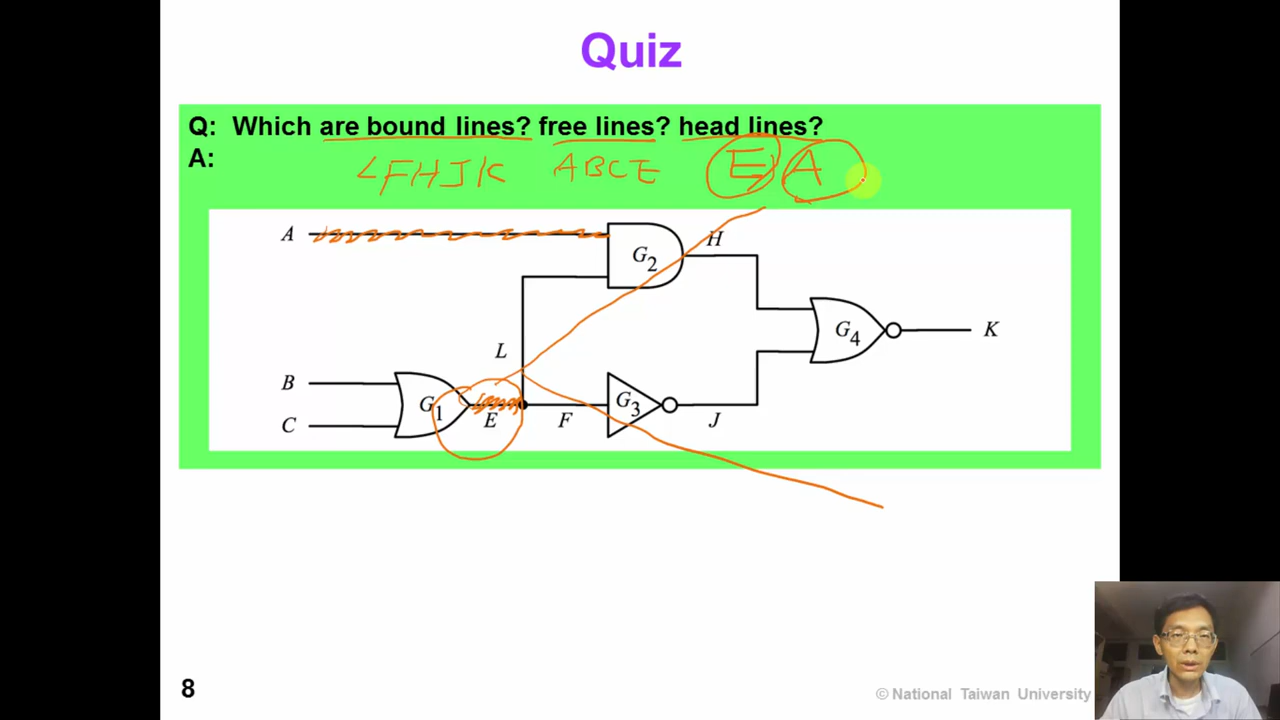 Quiz
Q: Which are bound lines? free lines? head lines?
A: LFHJK ABCE E, A
A
G2
H
L
G4
K
B
C
G1
E
F
G3
J
8
© National Taiwan University